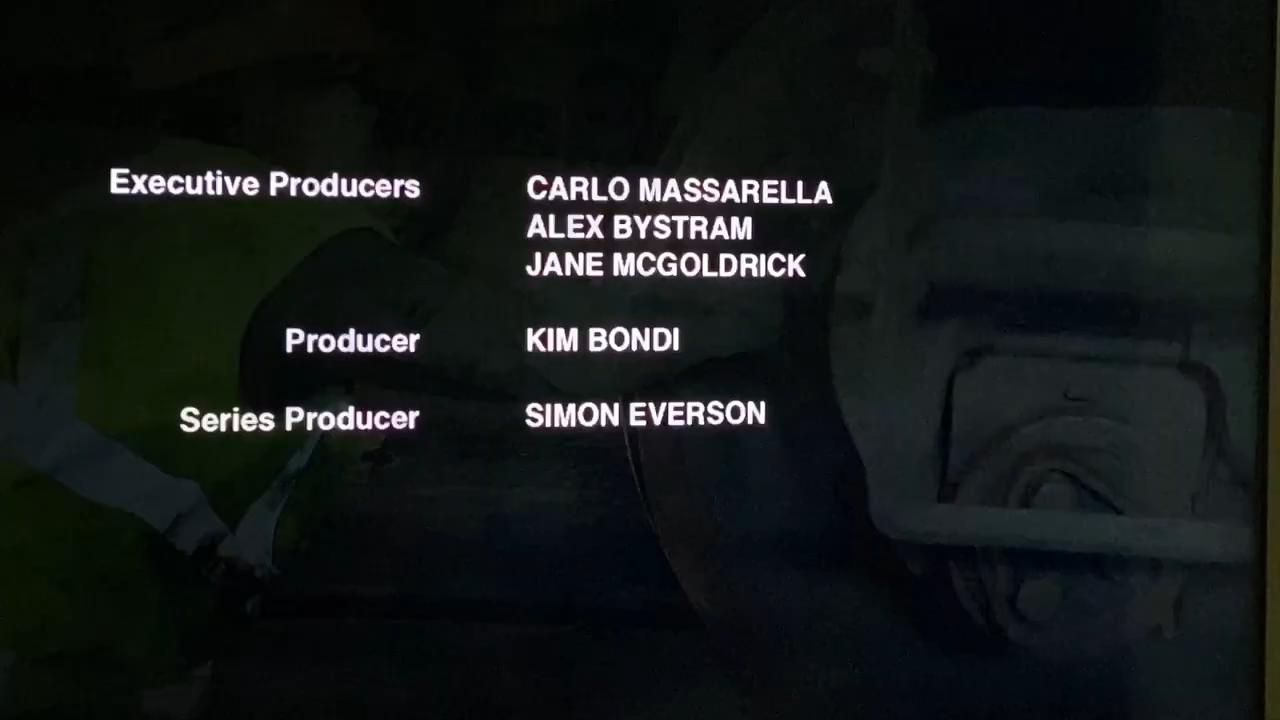 Executive Producers CARLO MASSARELLA
ALEX BYSTRAM
JANE MCGOLDRICK
Producer KIM BONDI
Series Producer SIMON EVERSON